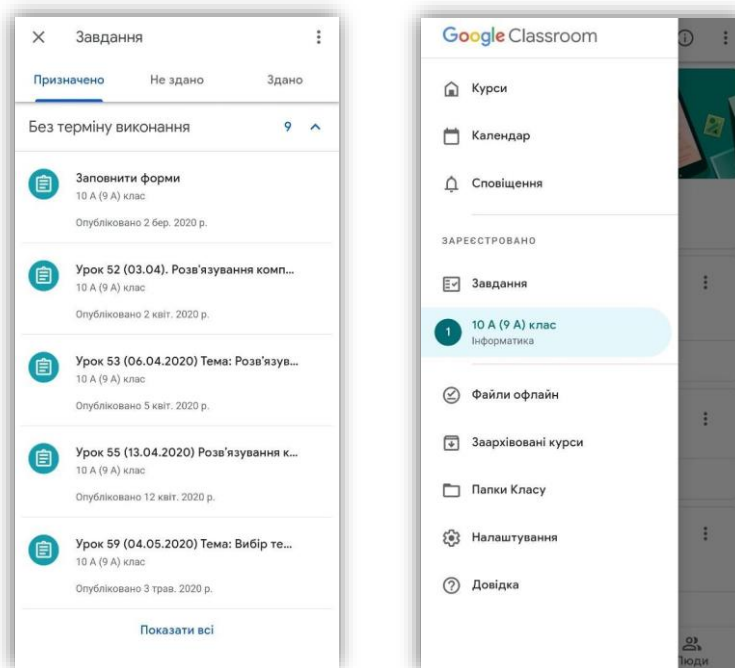 Завдання
Призначено Не здано Здано
Без терміну виконання 9
Заповнити форми
10 А (9 А) клас
Опубліковано 2 бер. 2020 р.
Урок 52 (03.04). Розв'язування комп...
10 А (9 А) клас
Опубліковано 2 квіт. 2020 р.
Урок 53 (06.04.2020) Тема: Розв'язув...
10 А (9 А) клас
Опубліковано 5 квіт. 2020 р.
Урок 55 (13.04.2020) Розв'язування к...
10 А (9 А) клас
Опубліковано 12 квіт. 2020 р.
Урок 59 (04.05.2020) Тема: Вибір те...
10 А (9 А) клас
Опубліковано 3 трав. 2020 р.
Показати всі
Google Classroom
Курси
Календар
Сповіщення
ЗАРЕЄСТРОВАНО
Завдання
1 10 А (9 А) клас
Інформатика
Файли офлайн
Заархівовані курси
Папки Класу
Налаштування
Довідка
Люди